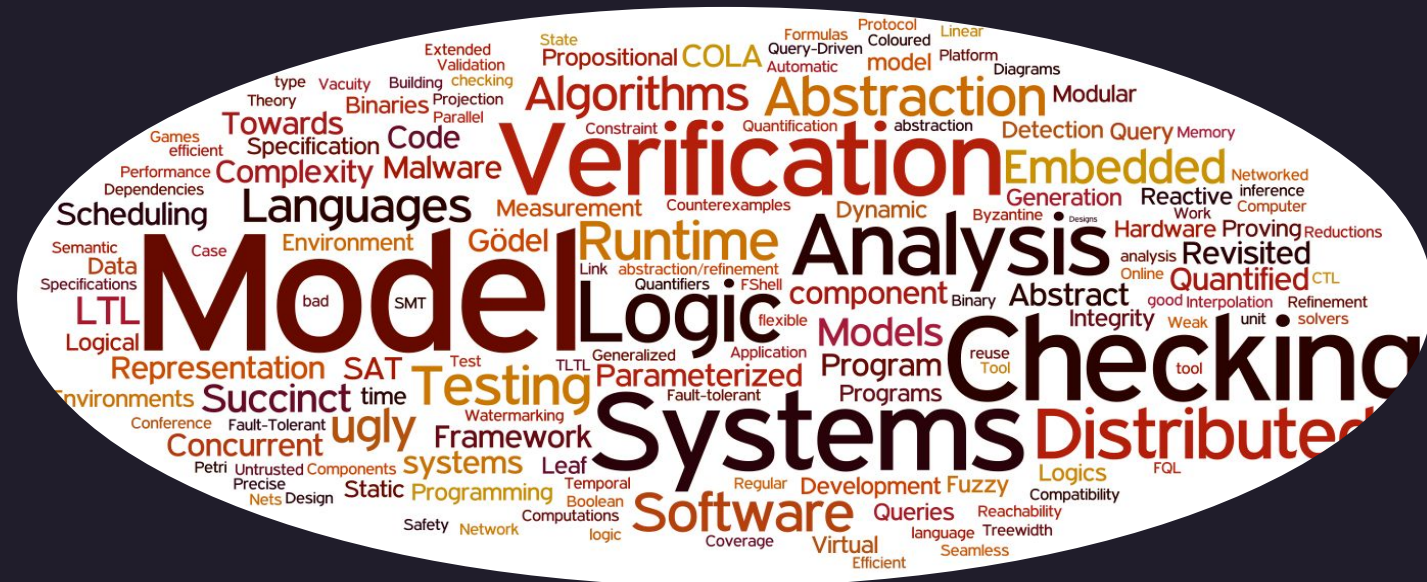 Protocol
Extended State Formulas Coloured Linear
Validation Propositional COLA Query-Driven model Platform
type Vacuity Building checking Automatic Diagrams
Theory Binaries Projection Algorithms Abstraction Modular
Towards Parallel
Games Specification Code Verification Constraint Quantification abstraction Detection Query Memory
efficient
Performance Complexity Malware Embedded Networked
Dependencies Generation Reactive inference
Scheduling Languages Measurement Counterexamples Dynamic Byzantine Designs Work Computer
Semantic Case Environment Gödel Runtime Analysis Hardware Proving Reductions
Data Link abstraction/refinement analysis Revisited
Specifications Model bad SMT Logic Quantifiers FShell component Binary Abstract Online Quantified CTL
LTL flexible Models Integrity good Interpolation Refinement
Logical Weak unit solvers
Representation SAT Test TLTL Generalized Application Program Checking reuse Tool tool
Testing Parameterized Programs
nvironments Succinct time Fault-tolerant
Conference Fault-Tolerant ugly Watermarking Systems Distributed
Concurrent Framework
Petri Untrusted Components systems Leaf Logics FQL
Precise Temporal Regular Development Fuzzy
Nets Design Static Programming Boolean Software Compatibility
Safety Network Computations Queries Reachability
logic Coverage Virtual language Treewidth
Efficient Seamless